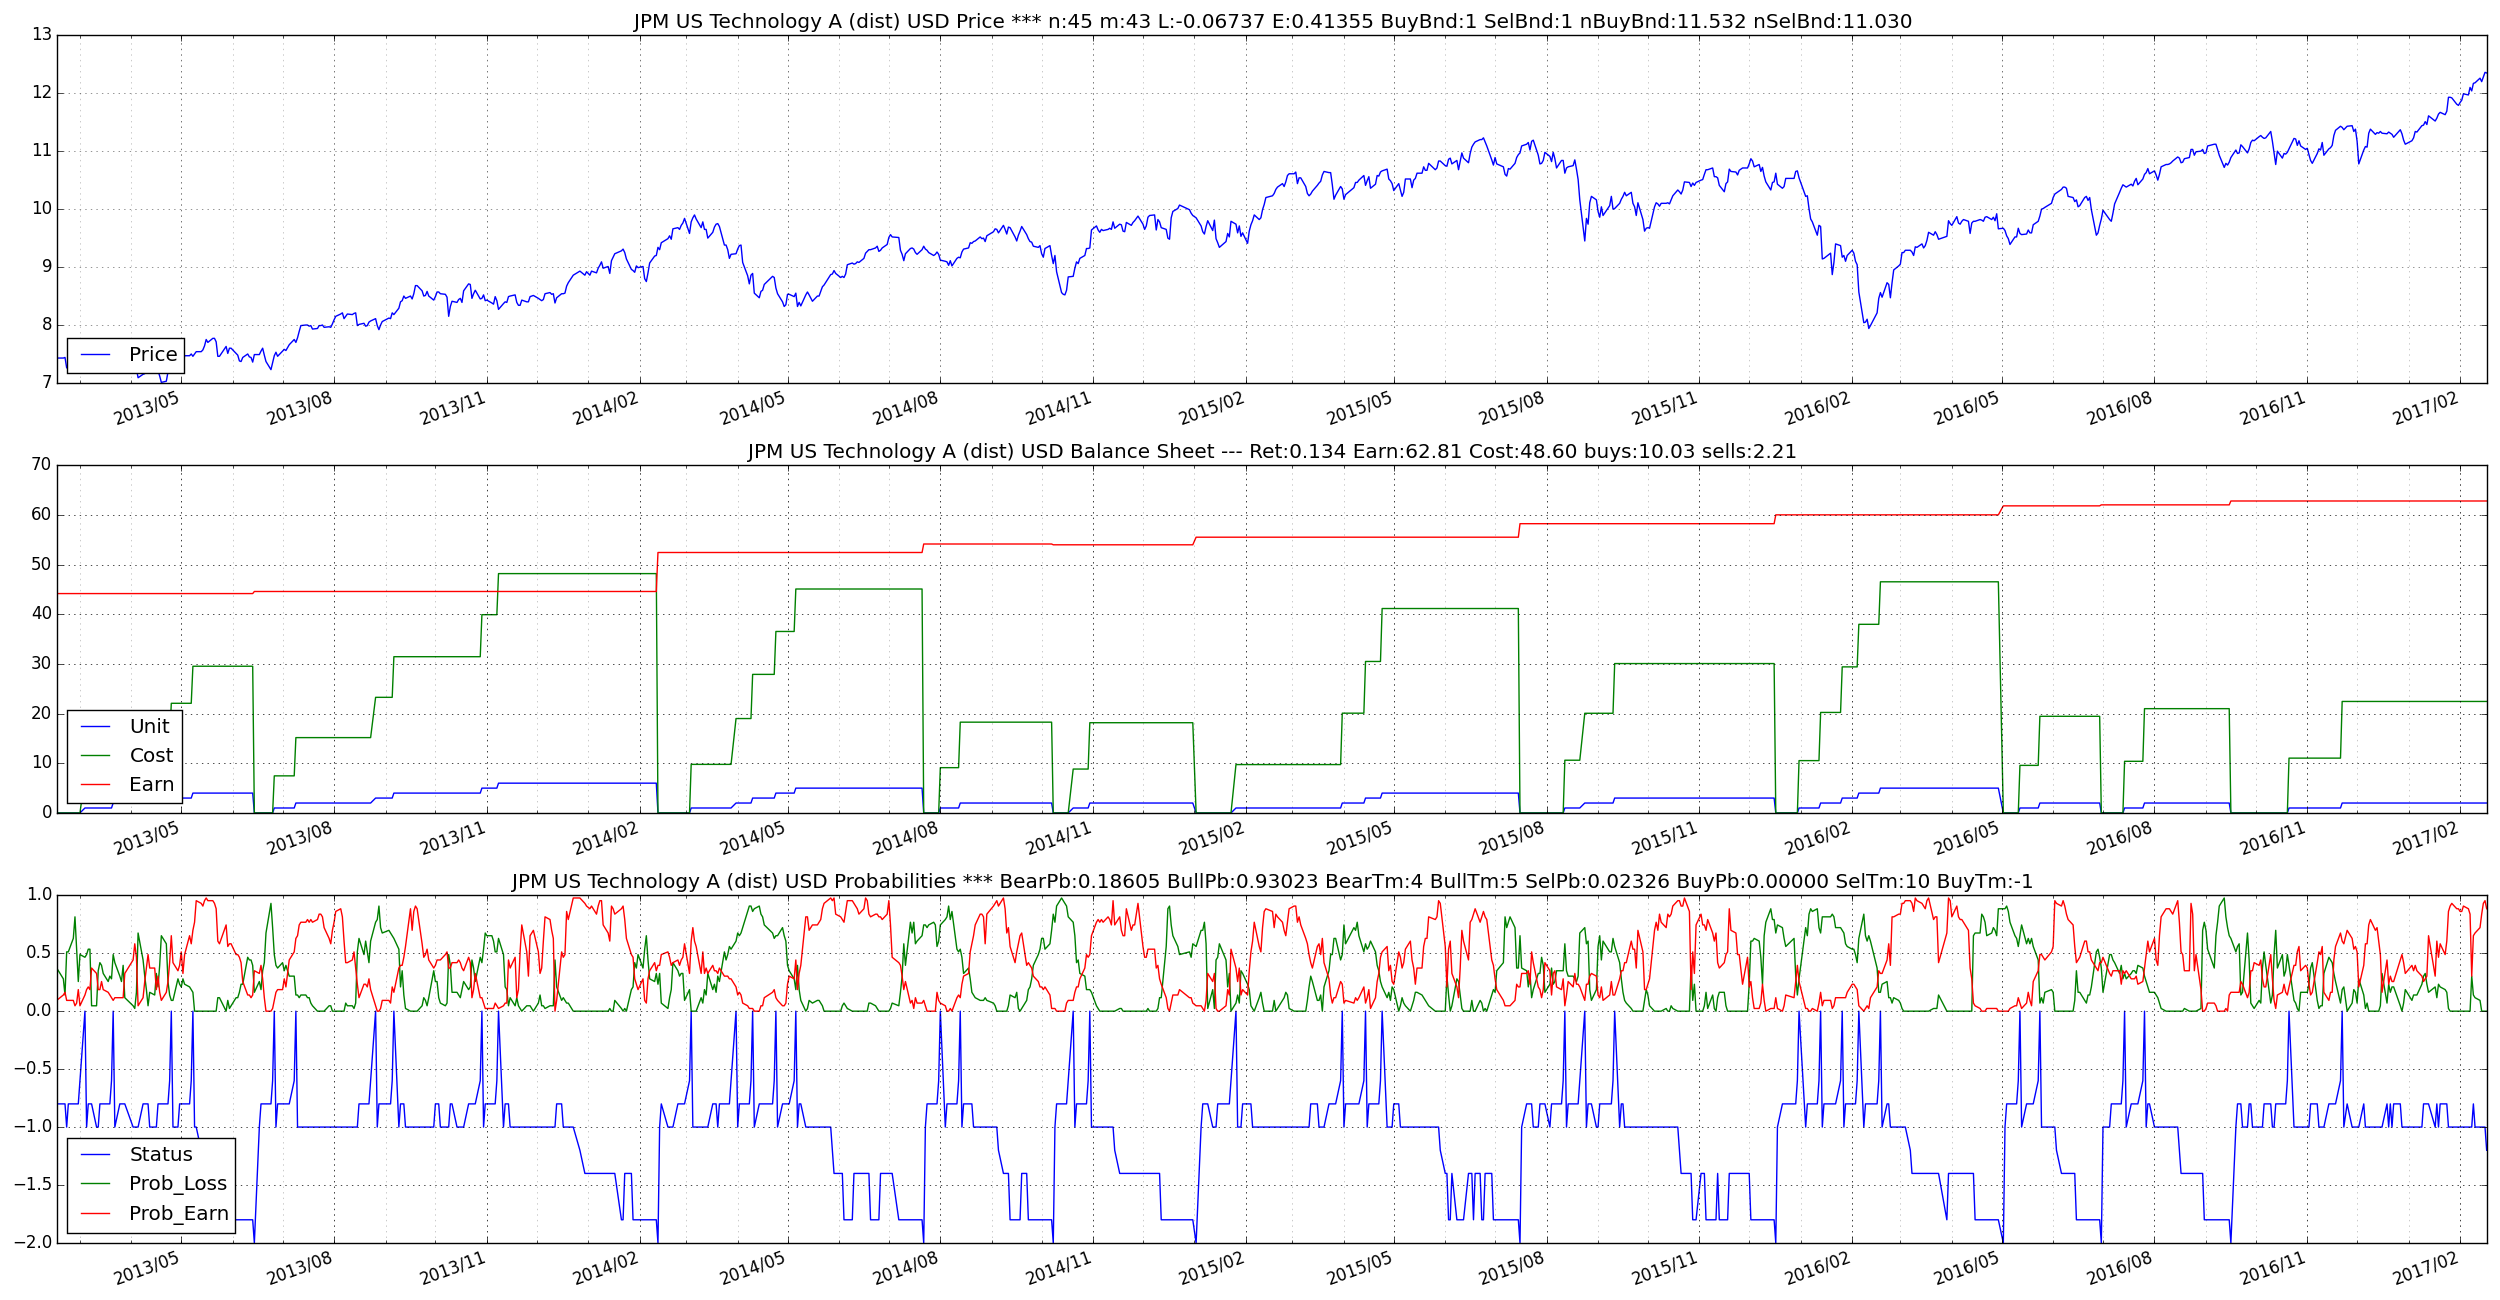 JPM US Technology A (dist) USD Price *** n:45 m:43 L:-0.06737 E:0.41355 BuyBnd:1 SelBnd:1 nBuyBnd:11.532 nSelBnd:11.030
13
12
11
10
9
8
7
Price
2013/05 2013/08 2013/11 2014/02 2014/05 2014/08 2014/11 2015/02 2015/05 2015/08 2015/11 2016/02 2016/05 2016/08 2016/11 2017/02
JPM US Technology A (dist) USD Balance Sheet --- Ret:0.134 Earn:62.81 Cost:48.60 buys:10.03 sells:2.21
70
60
50
40
30
20
10
0
Unit
Cost
Earn
2013/05 2013/08 2013/11 2014/02 2014/05 2014/08 2014/11 2015/02 2015/05 2015/08 2015/11 2016/02 2016/05 2016/08 2016/11 2017/02
JPM US Technology A (dist) USD Probabilities *** BearPb:0.18605 BullPb:0.93023 BearTm:4 BullTm:5 SelPb:0.02326 BuyPb:0.00000 SelTm:10 BuyTm:-1
1.0
0.5
0.0
−0.5
−1.0
−1.5
−2.0
Status
Prob_Loss
Prob_Earn
2013/05 2013/08 2013/11 2014/02 2014/05 2014/08 2014/11 2015/02 2015/05 2015/08 2015/11 2016/02 2016/05 2016/08 2016/11 2017/02